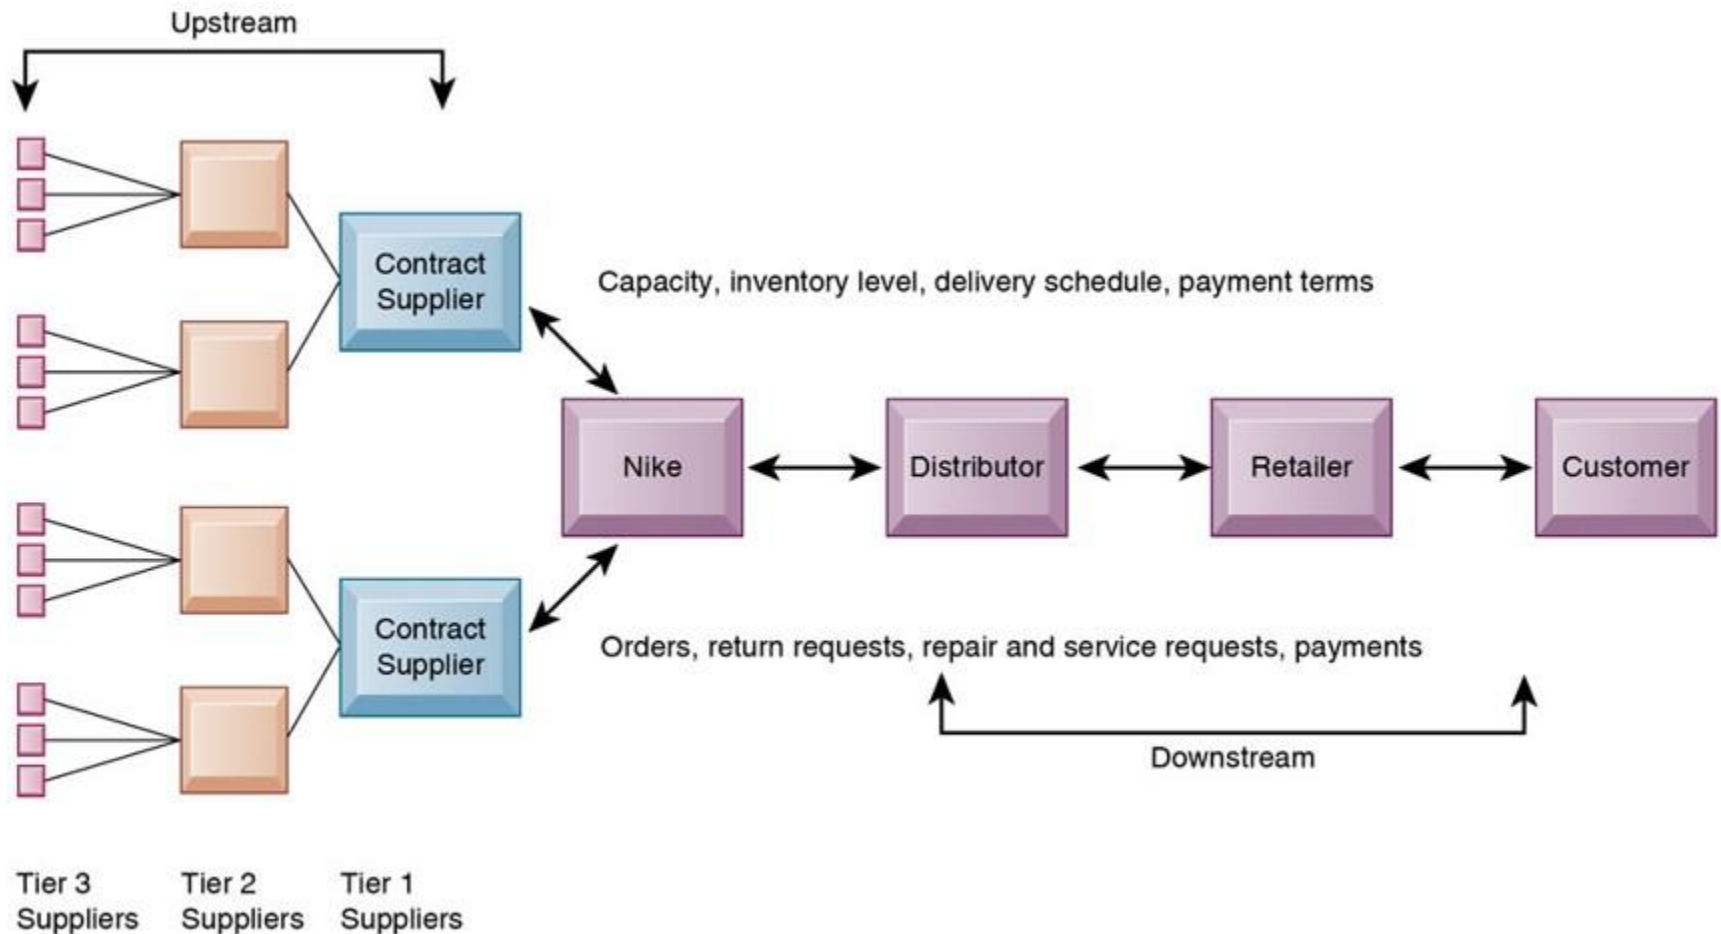 Upstream
Contract
Supplier
Capacity, inventory level, delivery schedule, payment terms
Nike
Distributor
Retailer
Customer
Contract
Supplier
Orders, return requests, repair and service requests, payments
Downstream
Tier 3
Suppliers
Tier 2
Suppliers
Tier 1
Suppliers